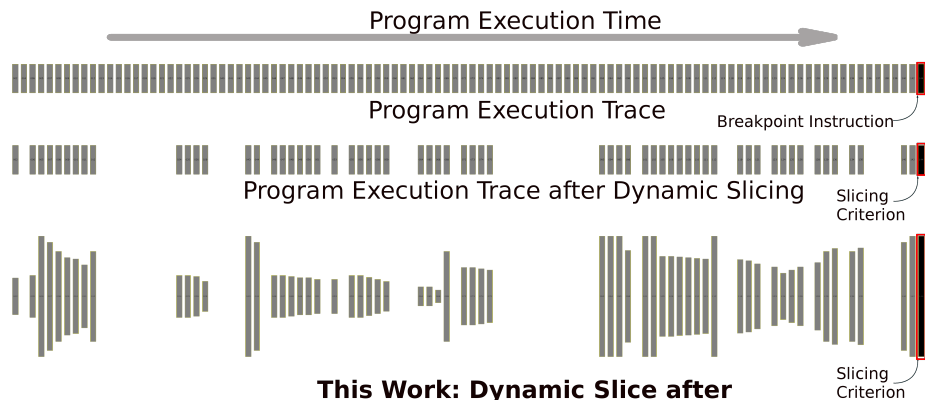 Program Execution Time
Program Execution Trace
Breakpoint Instruction
Program Execution Trace after Dynamic Slicing
Slicing
Criterion
Slicing
Criterion
This Work: Dynamic Slice after